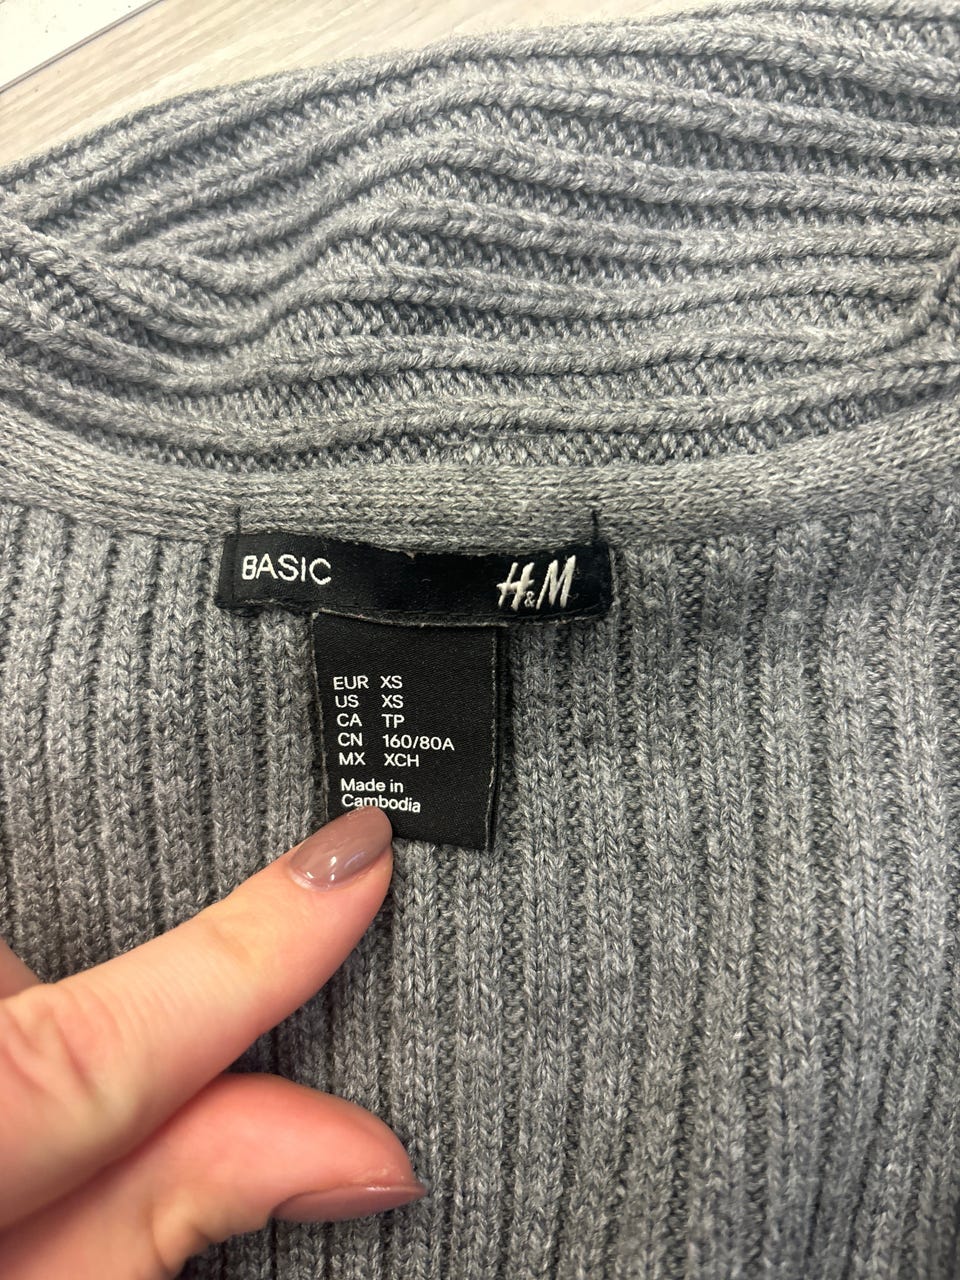 BASIC H&M
EUR XS
US XS
CA TP
CN 160/80A
MX XCH
Made in
Cambodia